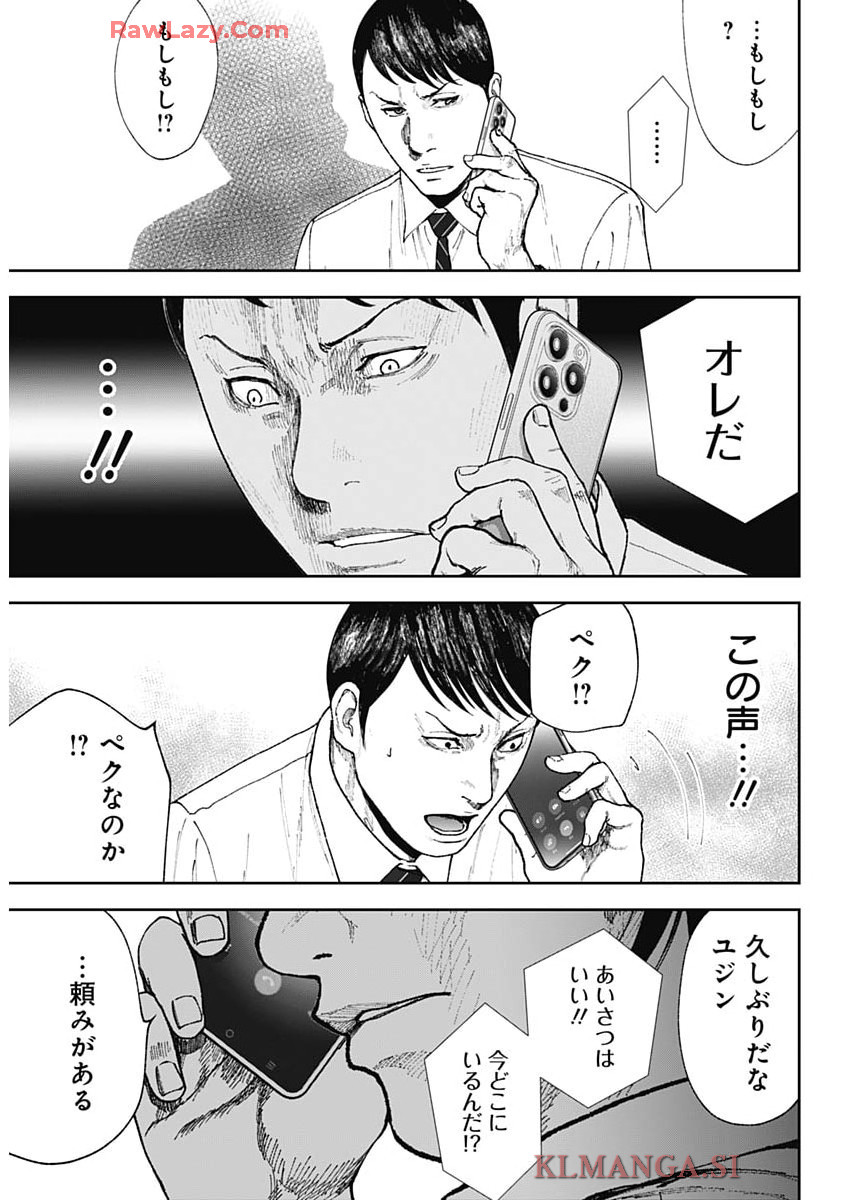 …もしもし
?
……
もしもし
!?
RawLazy.Com
オレだ
…!!
この声…!!
ペク!?
ペクなのか
!?
久しぶりだな
ユジン
あいさつは
いい!!
今どこに
いるんだ!?
…頼みがある
KLMANGA.SI